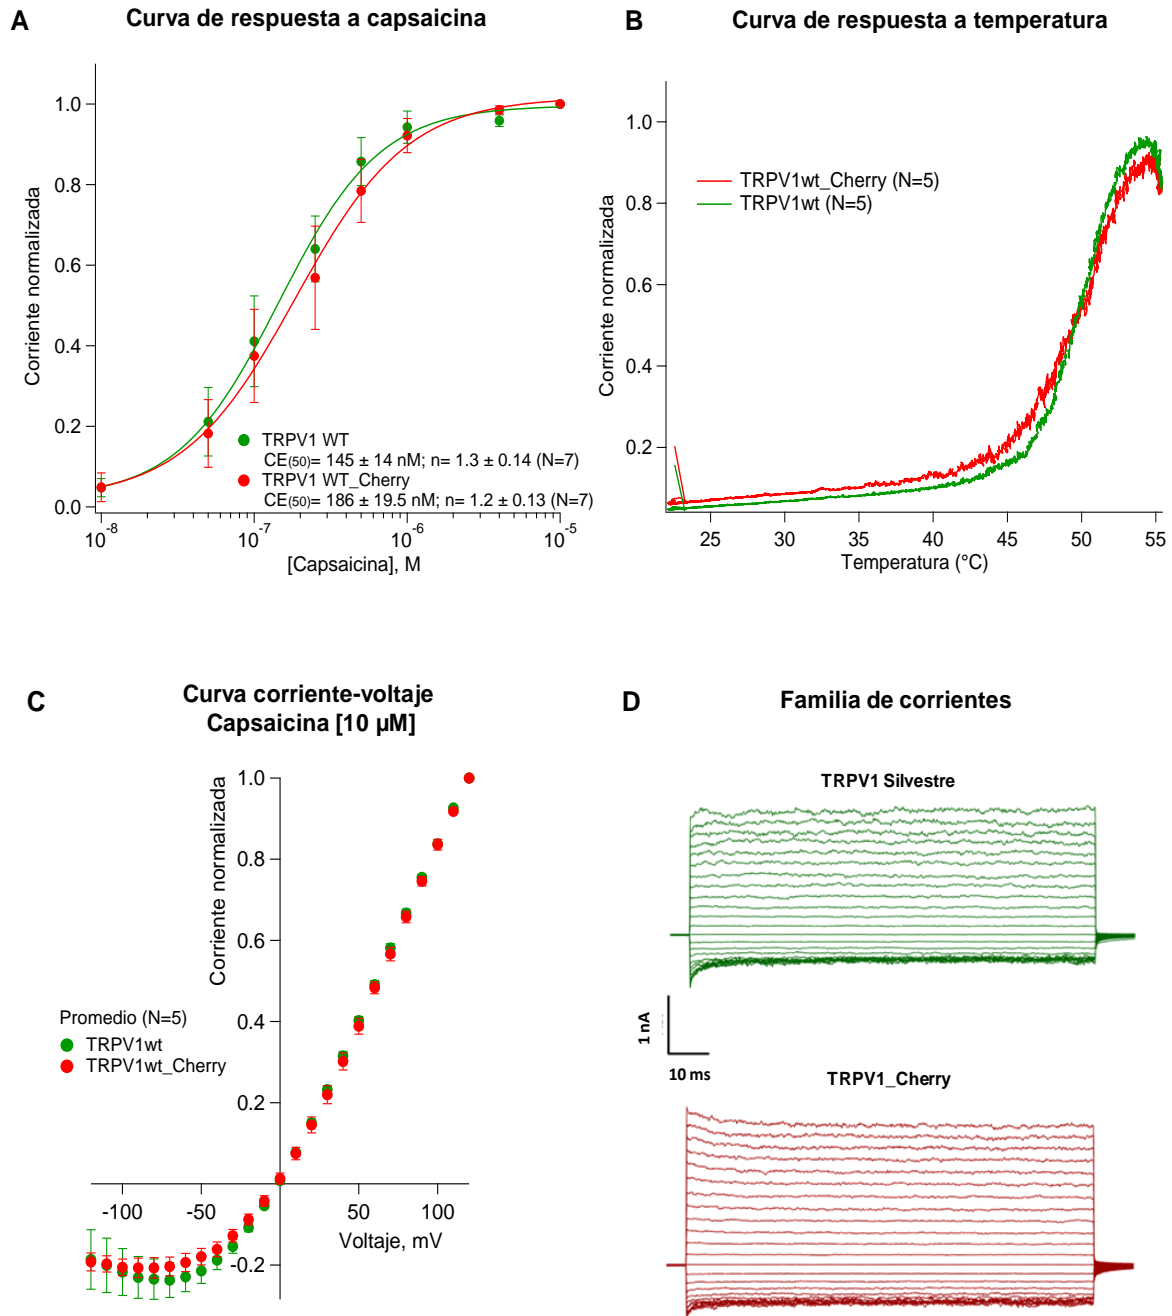 A
Curva de respuesta a capsaicina
Corriente normalizada
1.0
0.8
0.6
0.4
0.2
0.0
TRPV1 WT
CE(50)= 145 ± 14 nM; n= 1.3 ± 0.14 (N=7)
TRPV1 WT_Cherry
CE(50)= 186 ± 19.5 nM; n= 1.2 ± 0.13 (N=7)
10-8 10-7 10-6 10-5
[Capsaicina], M
B
Curva de respuesta a temperatura
Corriente normalizada
1.0
0.8
0.6
0.4
0.2
TRPV1wt_Cherry (N=5)
TRPV1wt (N=5)
25 30 35 40 45 50 55
Temperatura (°C)
C
Curva corriente-voltaje
Capsaicina [10 µM]
Corriente normalizada
1.0
0.8
0.6
0.4
0.2
-0.2
Promedio (N=5)
TRPV1wt
TRPV1wt_Cherry
-100 -50 50 100
Voltaje, mV
D
Familia de corrientes
TRPV1 Silvestre
1 nA
10 ms
TRPV1_Cherry